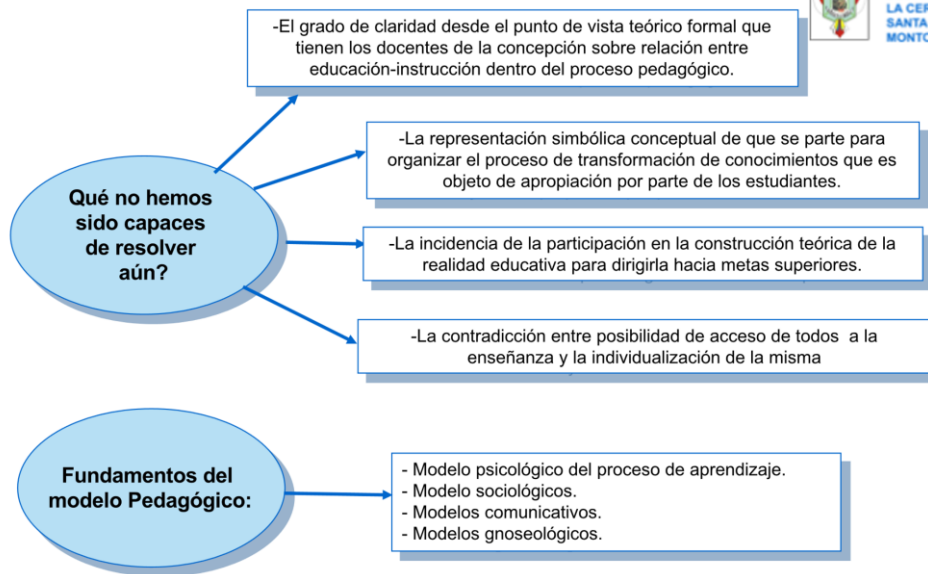 LA CER
SANTA
MONTO
-El grado de claridad desde el punto de vista teórico formal que
tienen los docentes de la concepción sobre relación entre
educación-instrucción dentro del proceso pedagógico.
-La representación simbólica conceptual de que se parte para
organizar el proceso de transformación de conocimientos que es
objeto de apropiación por parte de los estudiantes.
Qué no hemos
sido capaces
de resolver
aún?
-La incidencia de la participación en la construcción teórica de la
realidad educativa para dirigirla hacia metas superiores.
-La contradicción entre posibilidad de acceso de todos a la
enseñanza y la individualización de la misma
Fundamentos del
modelo Pedagógico:
- Modelo psicológico del proceso de aprendizaje.
- Modelo sociológicos.
- Modelos comunicativos.
- Modelos gnoseológicos.